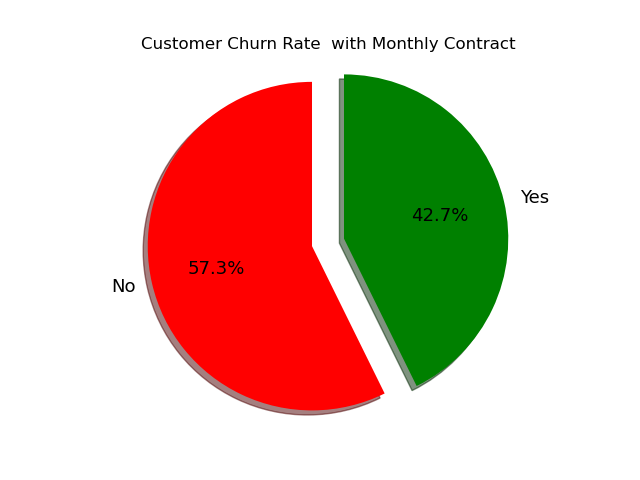 Customer Churn Rate  with Monthly Contract
Yes
42.7%
57.3%
No